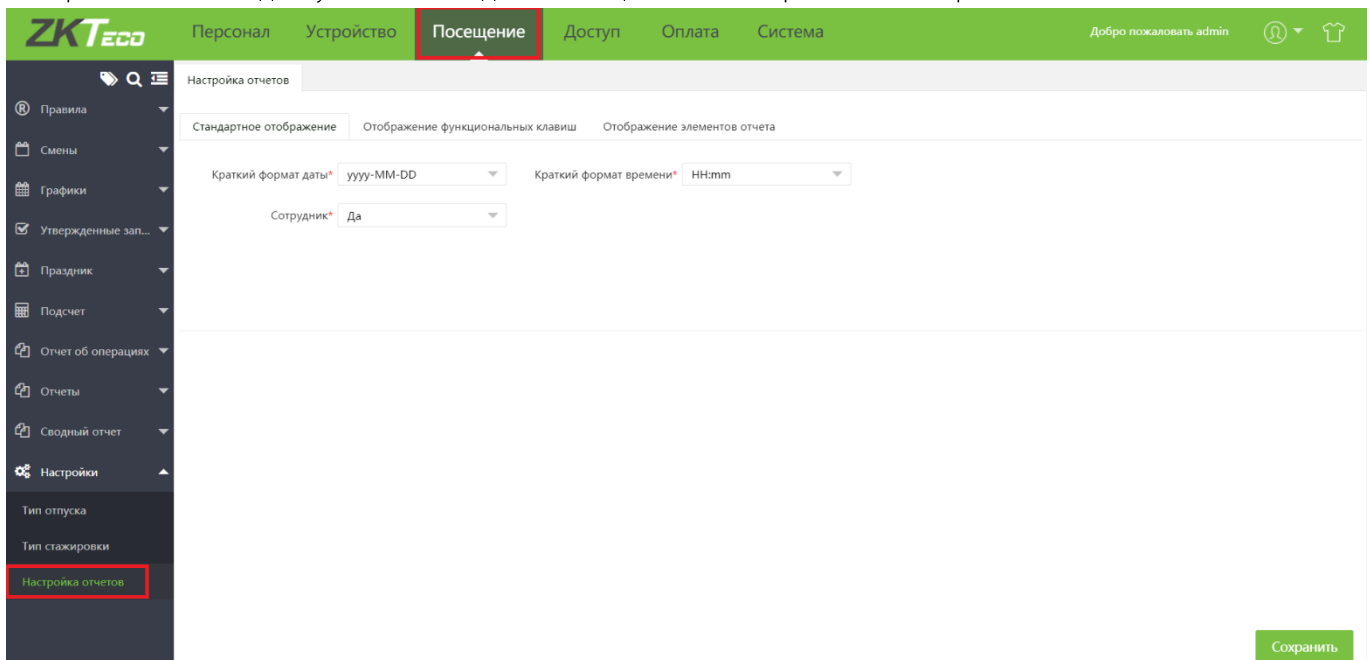 ZKTeco Персонал Устройство Посещение Доступ Оплата Система Добро пожаловать admin
Настройка отчетов
® Правила
Стандартное отображение Отображение функциональных клавиш Отображение элементов отчета
Смены
Краткий формат даты* yyyy-MM-DD Краткий формат времени* HH:mm
Графики
Сотрудник* Да
Утвержденные зап...
Праздник
Подсчет
Отчет об операциях
Отчеты
Сводный отчет
Настройки
Тип отпуска
Тип стажировки
Настройка отчетов
Сохранить